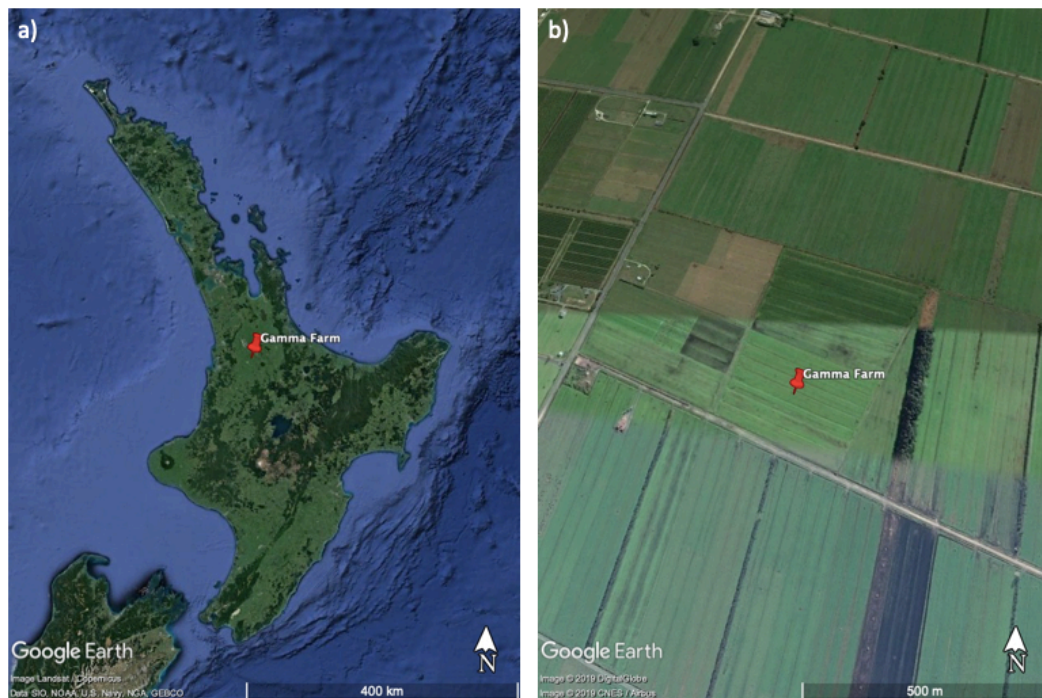 a)
Gamma Farm
Google Earth
Image Landsat / Copernicus
Data SIO, NOAA, U.S. Navy, NGA, GEBCO
400 km
N
b)
Gamma Farm
Google Earth
Image © 2019 DigitalGlobe
Image © 2019 CNES / Airbus
500 m
N